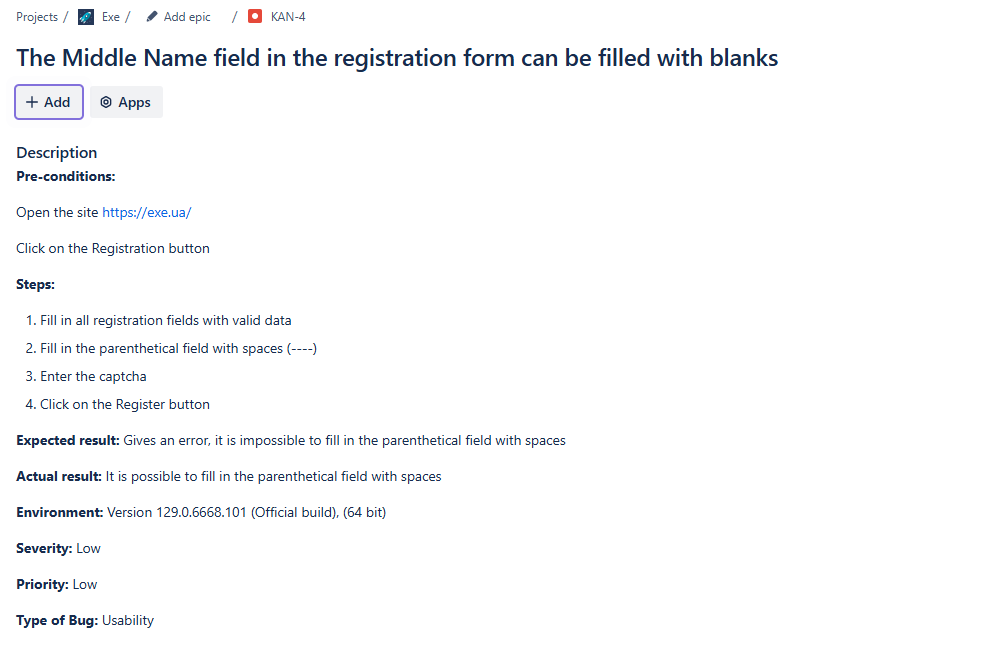 Projects / Exe / Add epic / KAN-4
The Middle Name field in the registration form can be filled with blanks
+ Add Apps
Description
Pre-conditions:
Open the site https://exe.ua/
Click on the Registration button
Steps:
1. Fill in all registration fields with valid data
2. Fill in the parenthetical field with spaces (----)
3. Enter the captcha
4. Click on the Register button
Expected result: Gives an error, it is impossible to fill in the parenthetical field with spaces
Actual result: It is possible to fill in the parenthetical field with spaces
Environment: Version 129.0.6668.101 (Official build), (64 bit)
Severity: Low
Priority: Low
Type of Bug: Usability